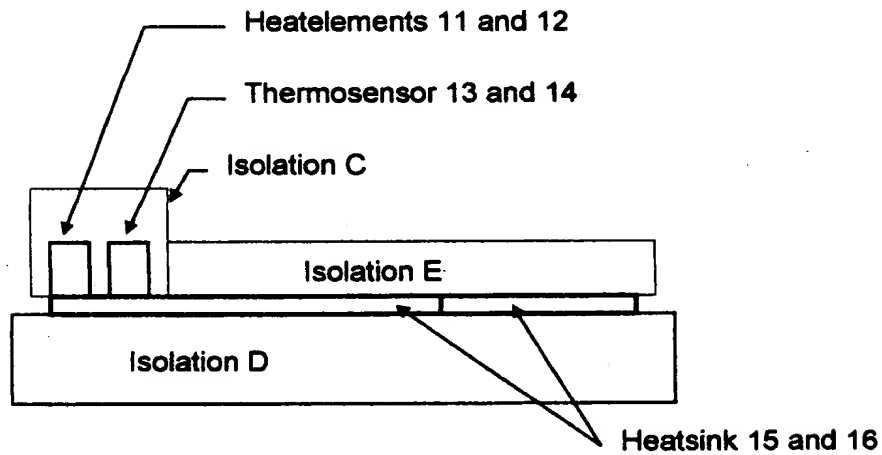 Heatelements 11 and 12
Thermosensor 13 and 14
Isolation C
Isolation E
Isolation D
Heatsink 15 and 16